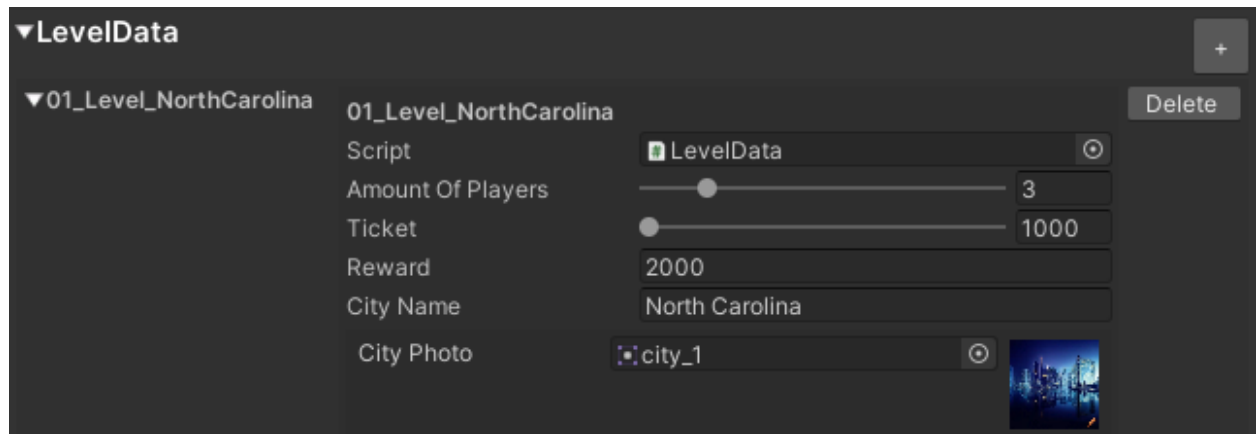 LevelData
+
01_Level_NorthCarolina
01_Level_NorthCarolina
Delete
Script
LevelData
Amount Of Players
3
Ticket
1000
Reward
2000
City Name
North Carolina
City Photo
city_1